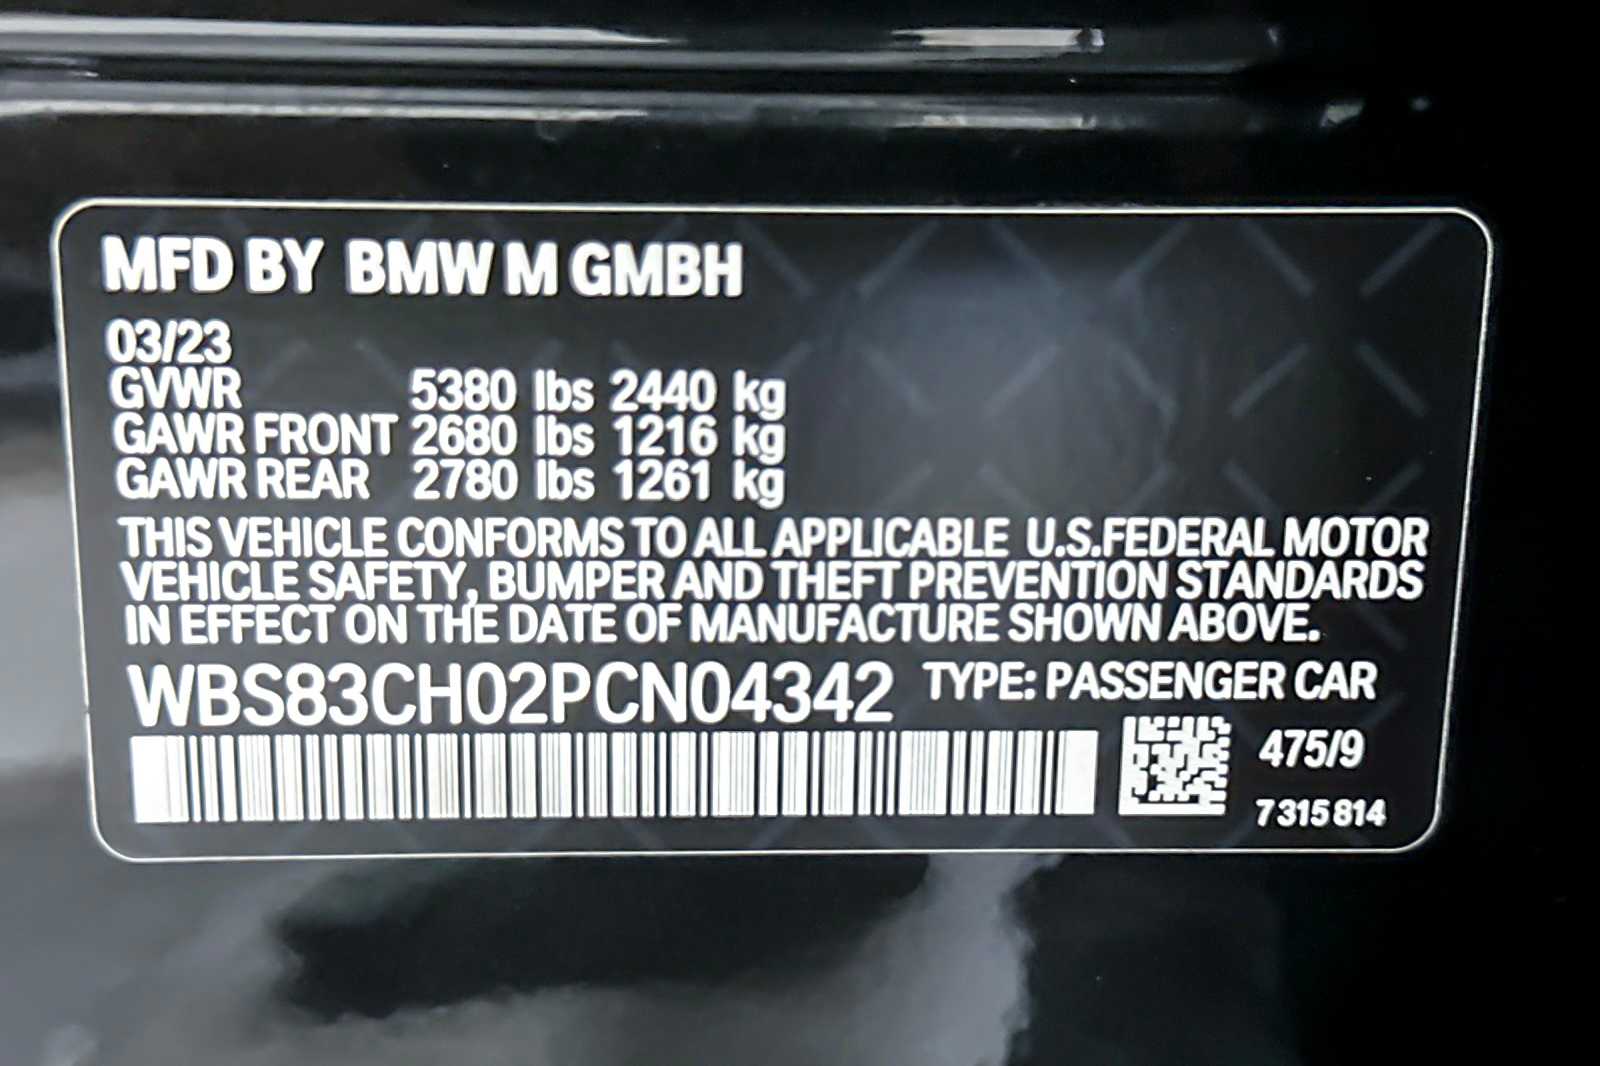 MFD BY BMW M GMBH
03/23
GVWR 5380 lbs 2440 kg
GAWR FRONT 2680 lbs 1216 kg
GAWR REAR 2780 lbs 1261 kg
THIS VEHICLE CONFORMS TO ALL APPLICABLE U.S.FEDERAL MOTOR
VEHICLE SAFETY, BUMPER AND THEFT PREVENTION STANDARDS
IN EFFECT ON THE DATE OF MANUFACTURE SHOWN ABOVE.
WBS83CH02PCN04342 TYPE: PASSENGER CAR
475/9
7315814